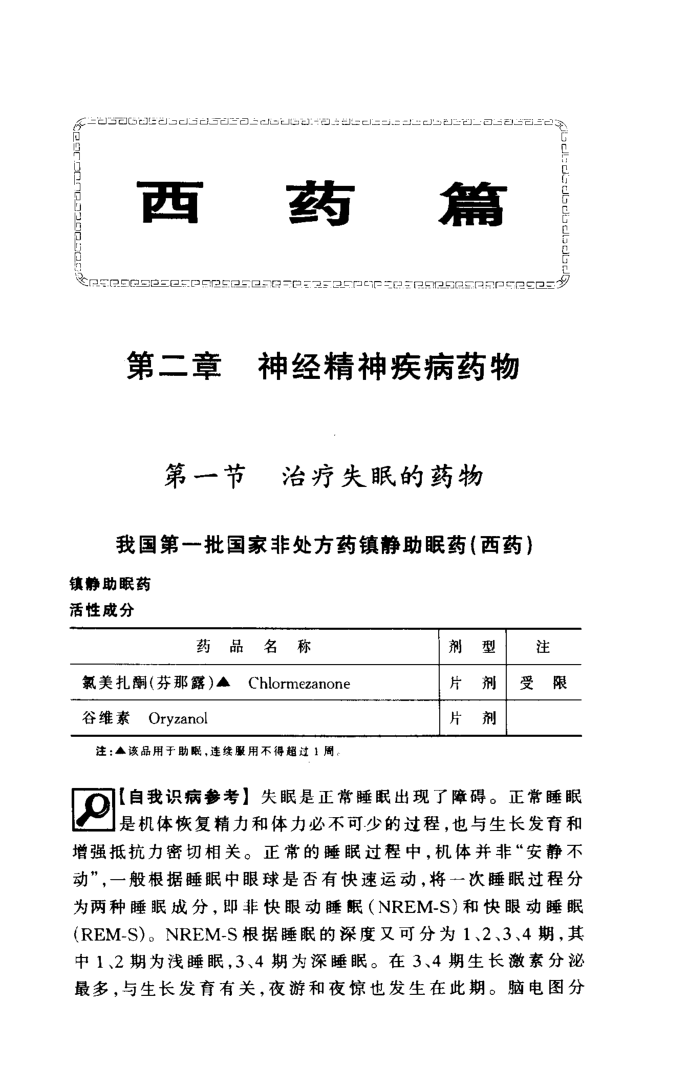 西 药 篇
第二章 神经精神疾病药物
第一节 治疗失眠的药物
我国第一批国家非处方药镇静助眠药(西药)
镇静助眠药
活性成分
药 品 名 称 剂 型 注
氯美扎酮(芬那露)▲ Chlormezanone 片 剂 受 限
谷维素 Oryzanol 片 剂
注:▲该品用于助眠,连续服用不得超过1周。
【自我识病参考】失眠是正常睡眠出现了障碍。正常睡眠
是机体恢复精力和体力必不可少的过程,也与生长发育和
增强抵抗力密切相关。正常的睡眠过程中,机体并非“安静不
动”,一般根据睡眠中眼球是否有快速运动,将一次睡眠过程分
为两种睡眠成分,即非快眼动睡眠(NREM-S)和快眼动睡眠
(REM-S)。NREM-S根据睡眠的深度又可分为1、2、3、4期,其
中1、2期为浅睡眠,3、4期为深睡眠。在3、4期生长激素分泌
最多,与生长发育有关,夜游和夜惊也发生在此期。脑电图分